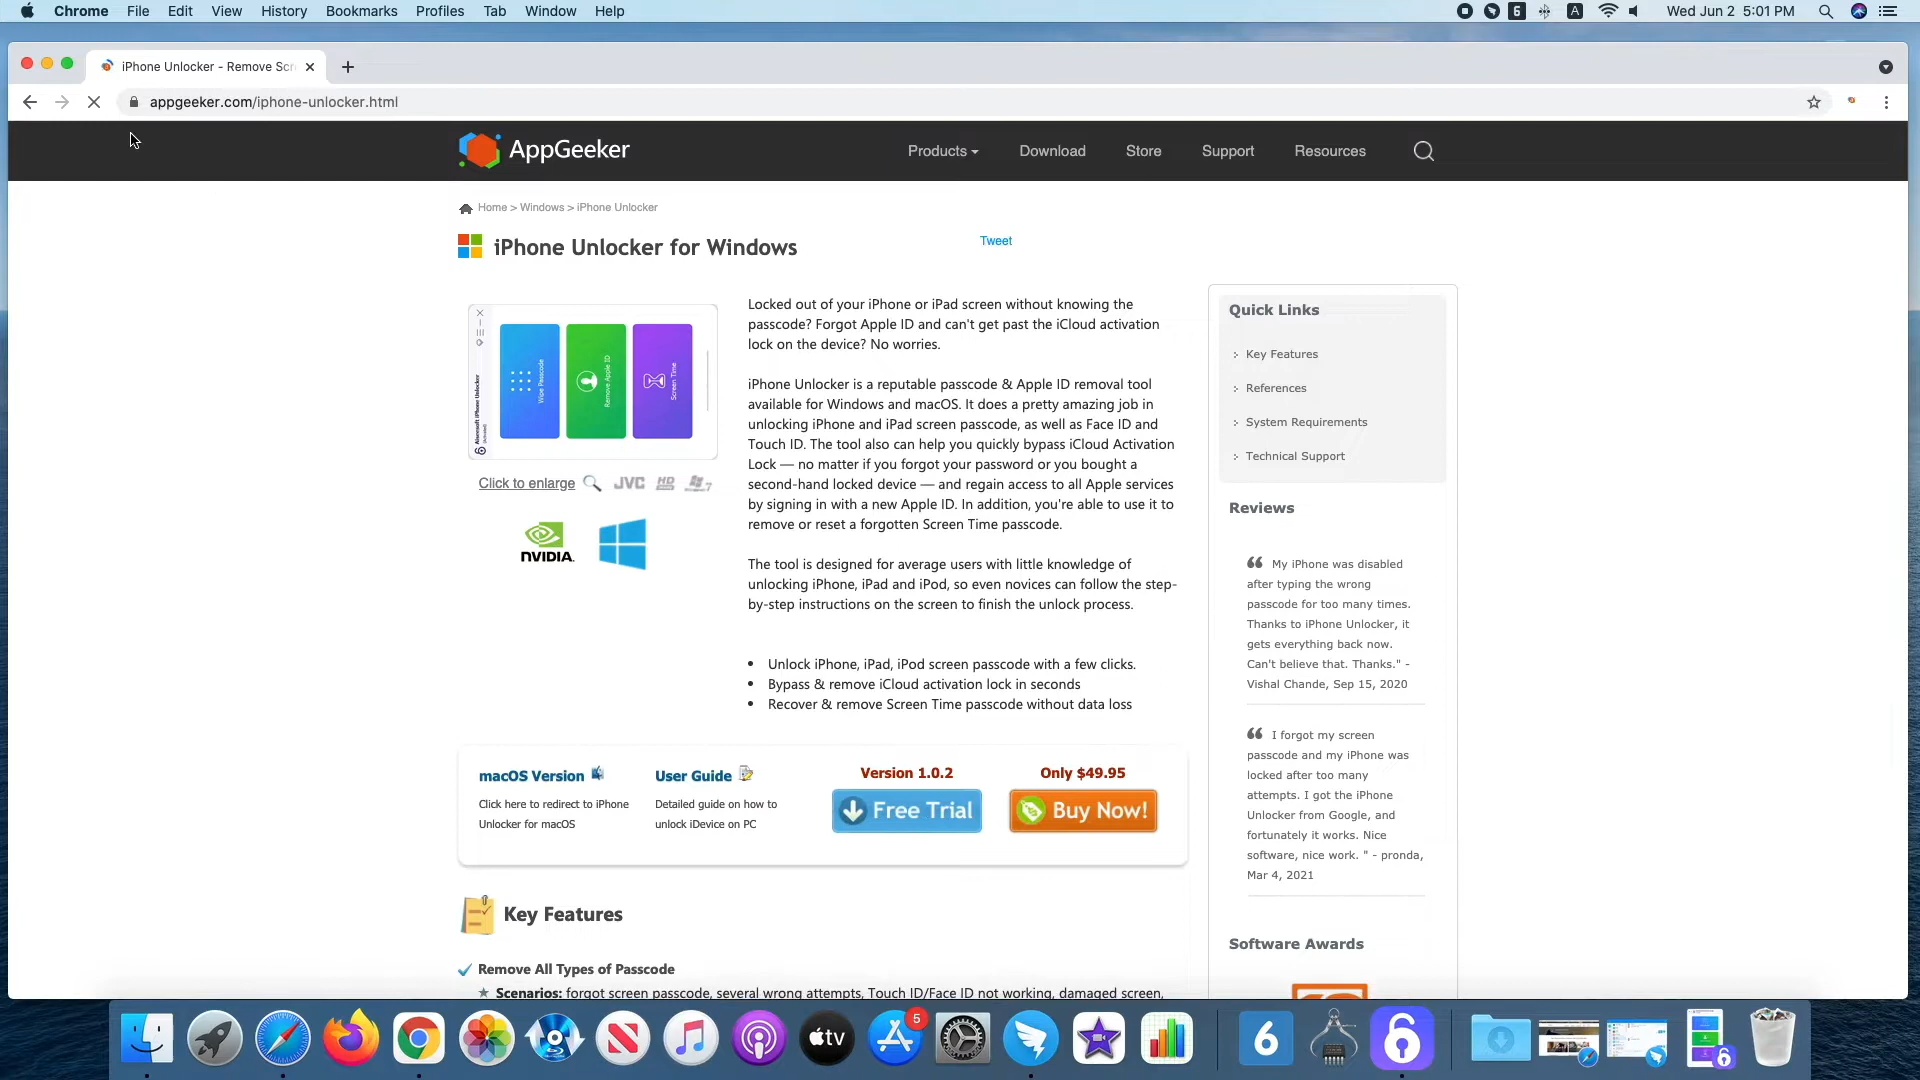 Chrome File Edit View History Bookmarks Profiles Tab Window Help
6 A Wed Jun 2 5:01 PM
iPhone Unlocker - Remove Scr
appgeeker.com/iphone-unlocker.html
AppGeeker
Products Download Store Support Resources
Home > Windows > iPhone Unlocker
iPhone Unlocker for Windows
Tweet
Aiseesoft iPhone Unlocker
Wipe Passcode
Remove Apple ID
Screen Time
Click to enlarge
JVC HD 7
NVIDIA.
Locked out of your iPhone or iPad screen without knowing the
passcode? Forgot Apple ID and can't get past the iCloud activation
lock on the device? No worries.
iPhone Unlocker is a reputable passcode & Apple ID removal tool
available for Windows and macOS. It does a pretty amazing job in
unlocking iPhone and iPad screen passcode, as well as Face ID and
Touch ID. The tool also can help you quickly bypass iCloud Activation
Lock — no matter if you forgot your password or you bought a
second-hand locked device — and regain access to all Apple services
by signing in with a new Apple ID. In addition, you're able to use it to
remove or reset a forgotten Screen Time passcode.
The tool is designed for average users with little knowledge of
unlocking iPhone, iPad and iPod, so even novices can follow the step-
by-step instructions on the screen to finish the unlock process.
• Unlock iPhone, iPad, iPod screen passcode with a few clicks.
• Bypass & remove iCloud activation lock in seconds
• Recover & remove Screen Time passcode without data loss
macOS Version
Click here to redirect to iPhone
Unlocker for macOS
User Guide
Detailed guide on how to
unlock iDevice on PC
Version 1.0.2
Free Trial
Only $49.95
Buy Now!
Key Features
Remove All Types of Passcode
Scenarios: forgot screen passcode, several wrong attempts, Touch ID/Face ID not working, damaged screen,
Quick Links
Key Features
References
System Requirements
Technical Support
Reviews
“ My iPhone was disabled
after typing the wrong
passcode for too many times.
Thanks to iPhone Unlocker, it
gets everything back now.
Can't believe that. Thanks." -
Vishal Chande, Sep 15, 2020
“ I forgot my screen
passcode and my iPhone was
locked after too many
attempts. I got the iPhone
Unlocker from Google, and
fortunately it works. Nice
software, nice work. " - pronda,
Mar 4, 2021
Software Awards
tv
5
6